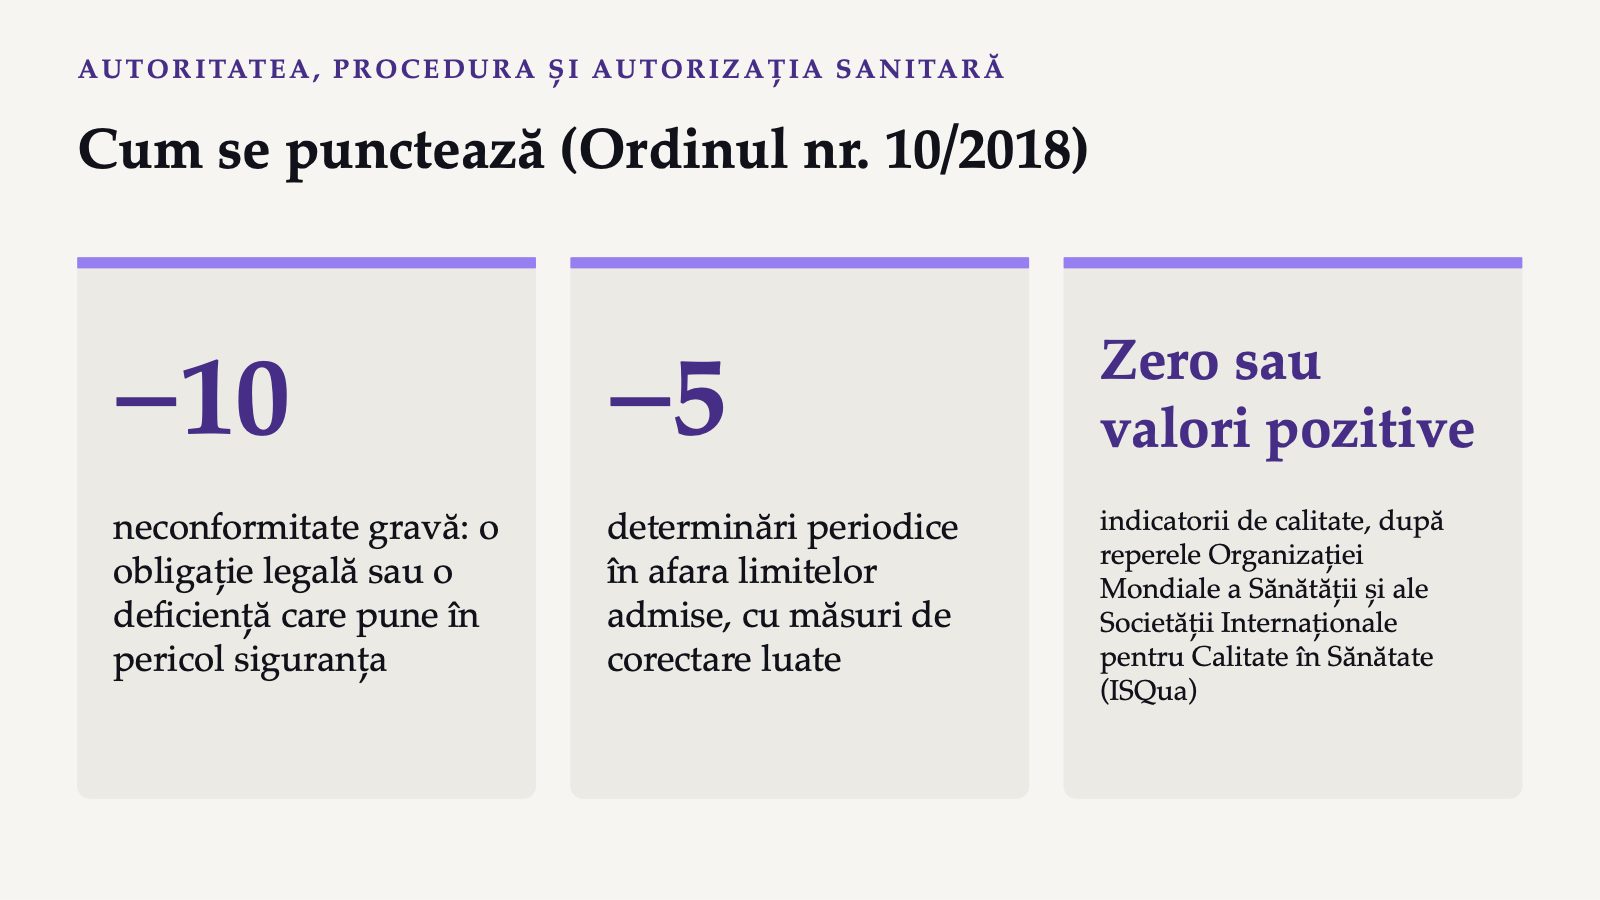 AUTORITATEA, PROCEDURA ȘI AUTORIZAȚIA SANITARĂ
Cum se punctează (Ordinul nr. 10/2018)
–10
neconformitate gravă: o
obligație legală sau o
deficiență care pune în
pericol siguranța
–5
determinări periodice
în afara limitelor
admise, cu măsuri de
corectare luate
Zero sau
valori pozitive
indicatorii de calitate, după
reperele Organizației
Mondiale a Sănătății și ale
Societății Internaționale
pentru Calitate în Sănătate
(ISQua)